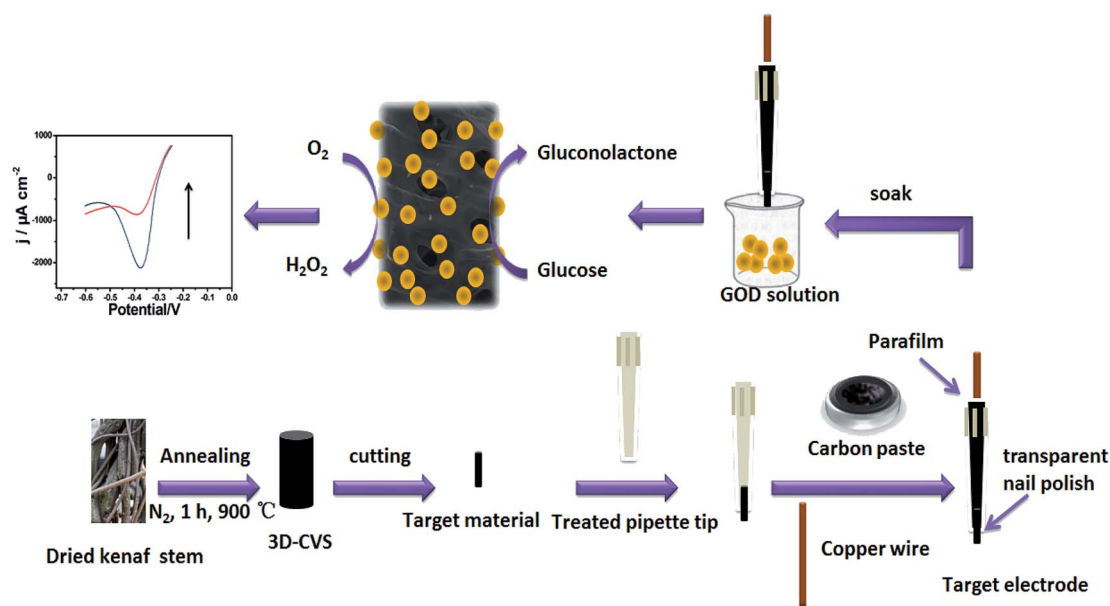 1000
0
-1000
-2000
j / µA cm-2
-0.7 -0.6 -0.5 -0.4 -0.3 -0.2 -0.1 0.0
Potential/V
O2
H2O2
Gluconolactone
Glucose
GOD solution
soak
Dried kenaf stem
Annealing
N2, 1 h, 900 ℃
3D-CVS
cutting
Target material
Treated pipette tip
Carbon paste
Copper wire
Parafilm
transparent
nail polish
Target electrode